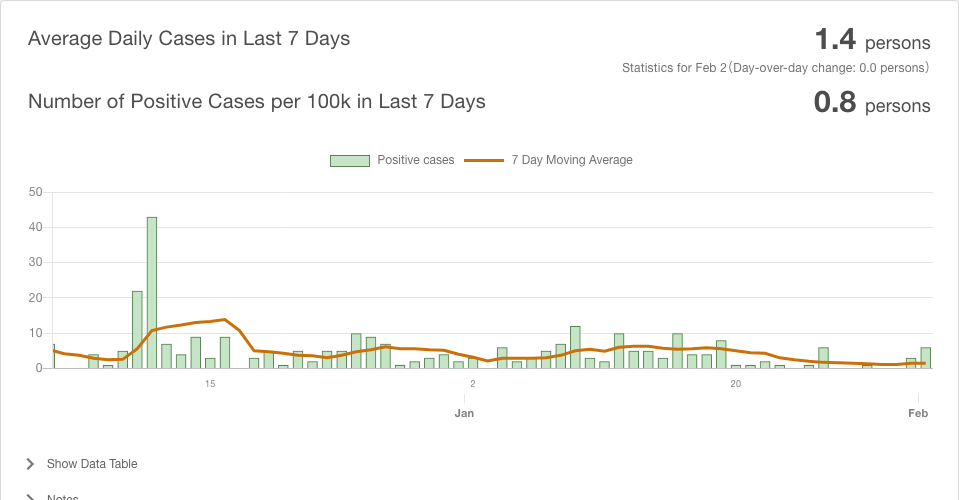 Average Daily Cases in Last 7 Days
1.4 persons
Statistics for Feb 2(Day-over-day change: 0.0 persons)
Number of Positive Cases per 100k in Last 7 Days
0.8 persons
Positive cases
7 Day Moving Average
50
40
30
20
10
0
15
2
20
Jan
Feb
Show Data Table
Notes